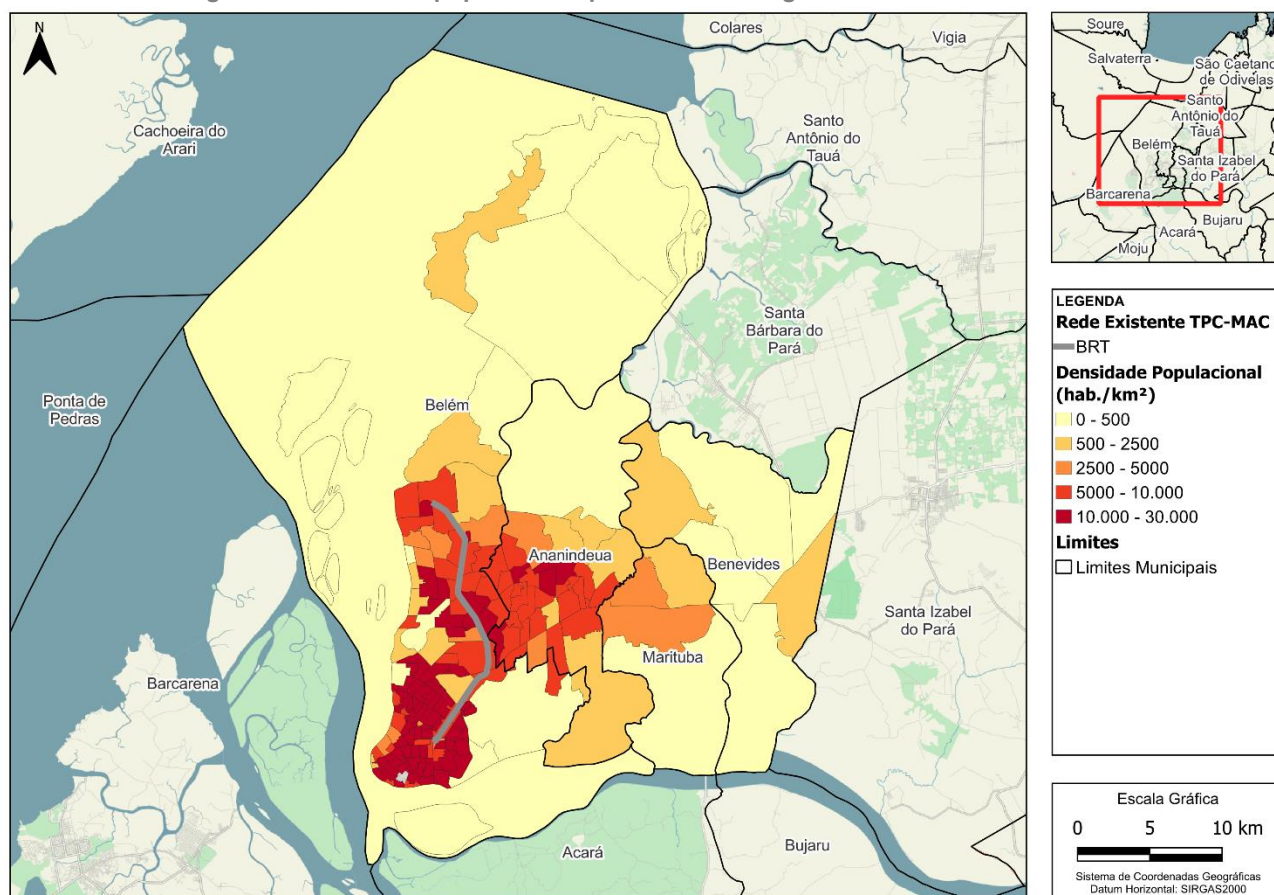 N
Colares
Vigia
Cachoeira do
Arari
Santo
Antônio do
Tauá
Santa
Bárbara do
Pará
Ponta de
Pedras
Belém
Ananindeua
Benevides
Santa Izabel
do Pará
Marituba
Barcarena
Acará
Bujaru
Soure
Salvaterra
São Caetano
de Odivelas
Santo
Antônio do
Tauá
Belém
Santa Izabel
do Pará
Barcarena
Bujaru
Acará
Moju
LEGENDA
Rede Existente TPC-MAC
BRT
Densidade Populacional
(hab./km²)
0 - 500
500 - 2500
2500 - 5000
5000 - 10.000
10.000 - 30.000
Limites
Limites Municipais
Escala Gráfica
0 5 10 km
Sistema de Coordenadas Geográficas
Datum Horizontal: SIRGAS2000